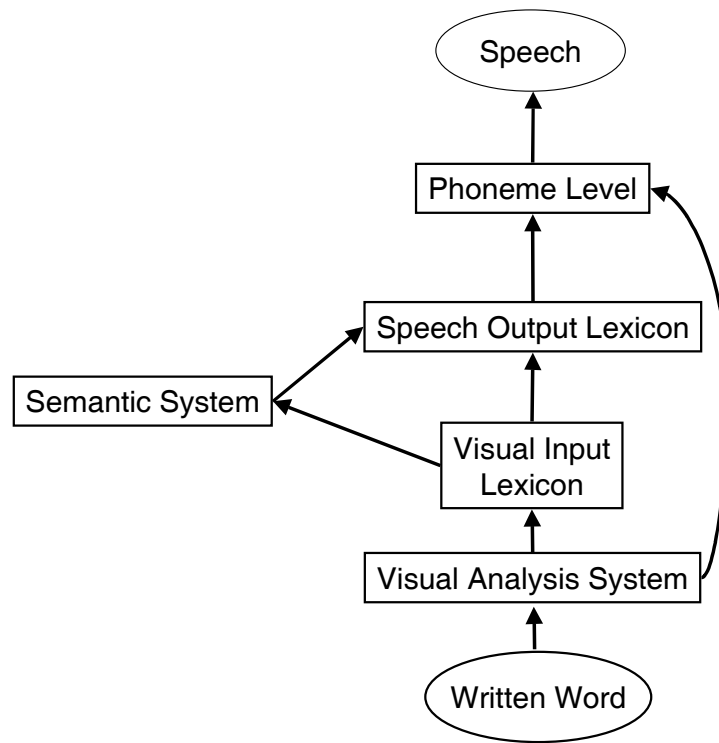 Speech
Phoneme Level
Speech Output Lexicon
Semantic System
Visual Input
Lexicon
Visual Analysis System
Written Word